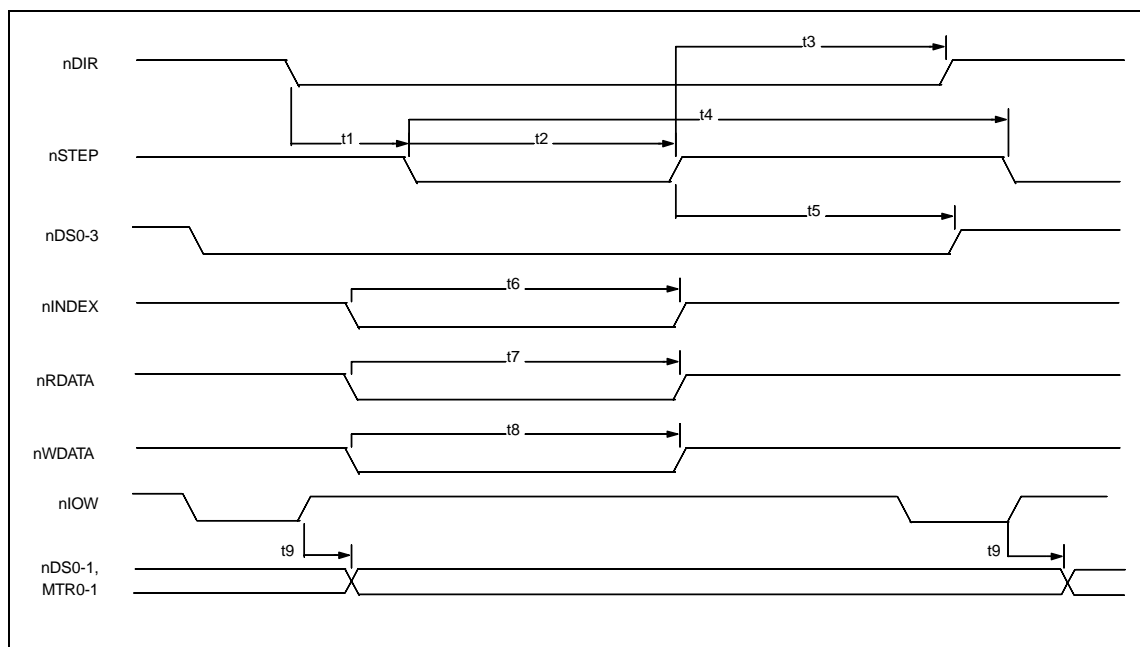 t3
nDIR
t4
t1
t2
nSTEP
t5
nDS0-3
t6
nINDEX
t7
nRDATA
t8
nWDATA
nIOW
t9
t9
nDS0-1,
MTR0-1